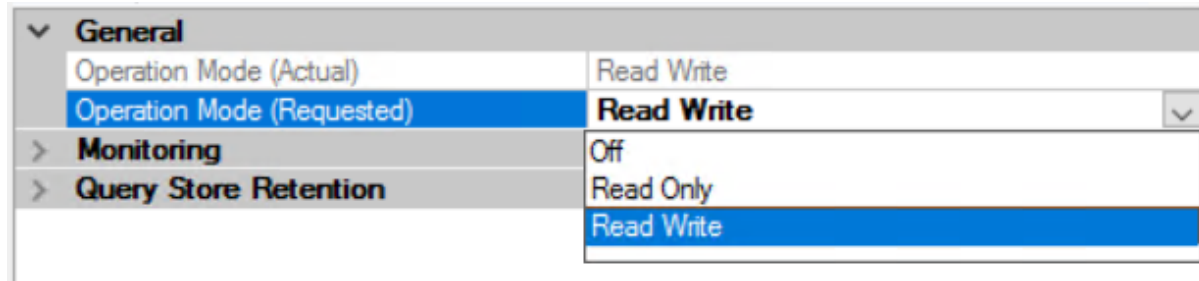 General
Operation Mode (Actual) Read Write
Operation Mode (Requested) Read Write
Monitoring Off
Query Store Retention Read Only
Read Write